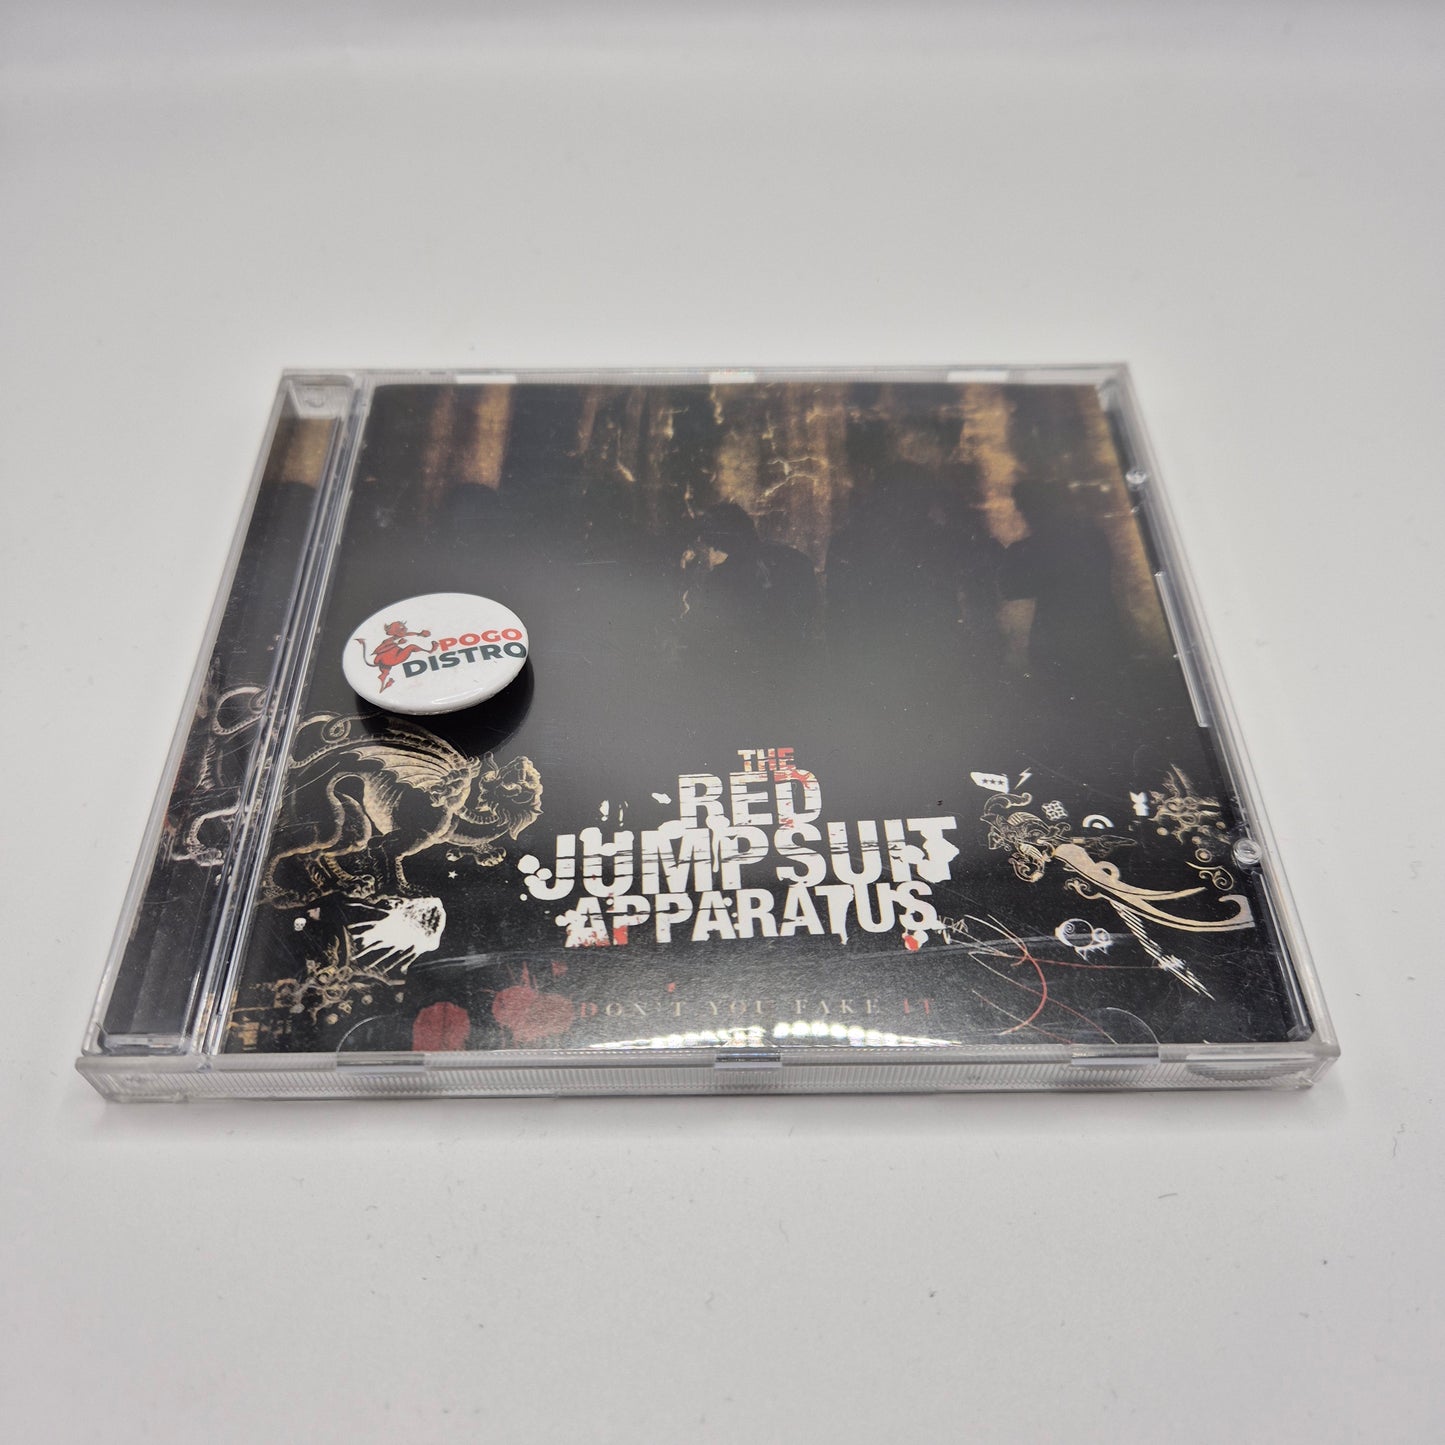 POGO
DISTRO
THE
RED
JUMPSUIT
APPARATUS
DON'T YOU FAKE IT